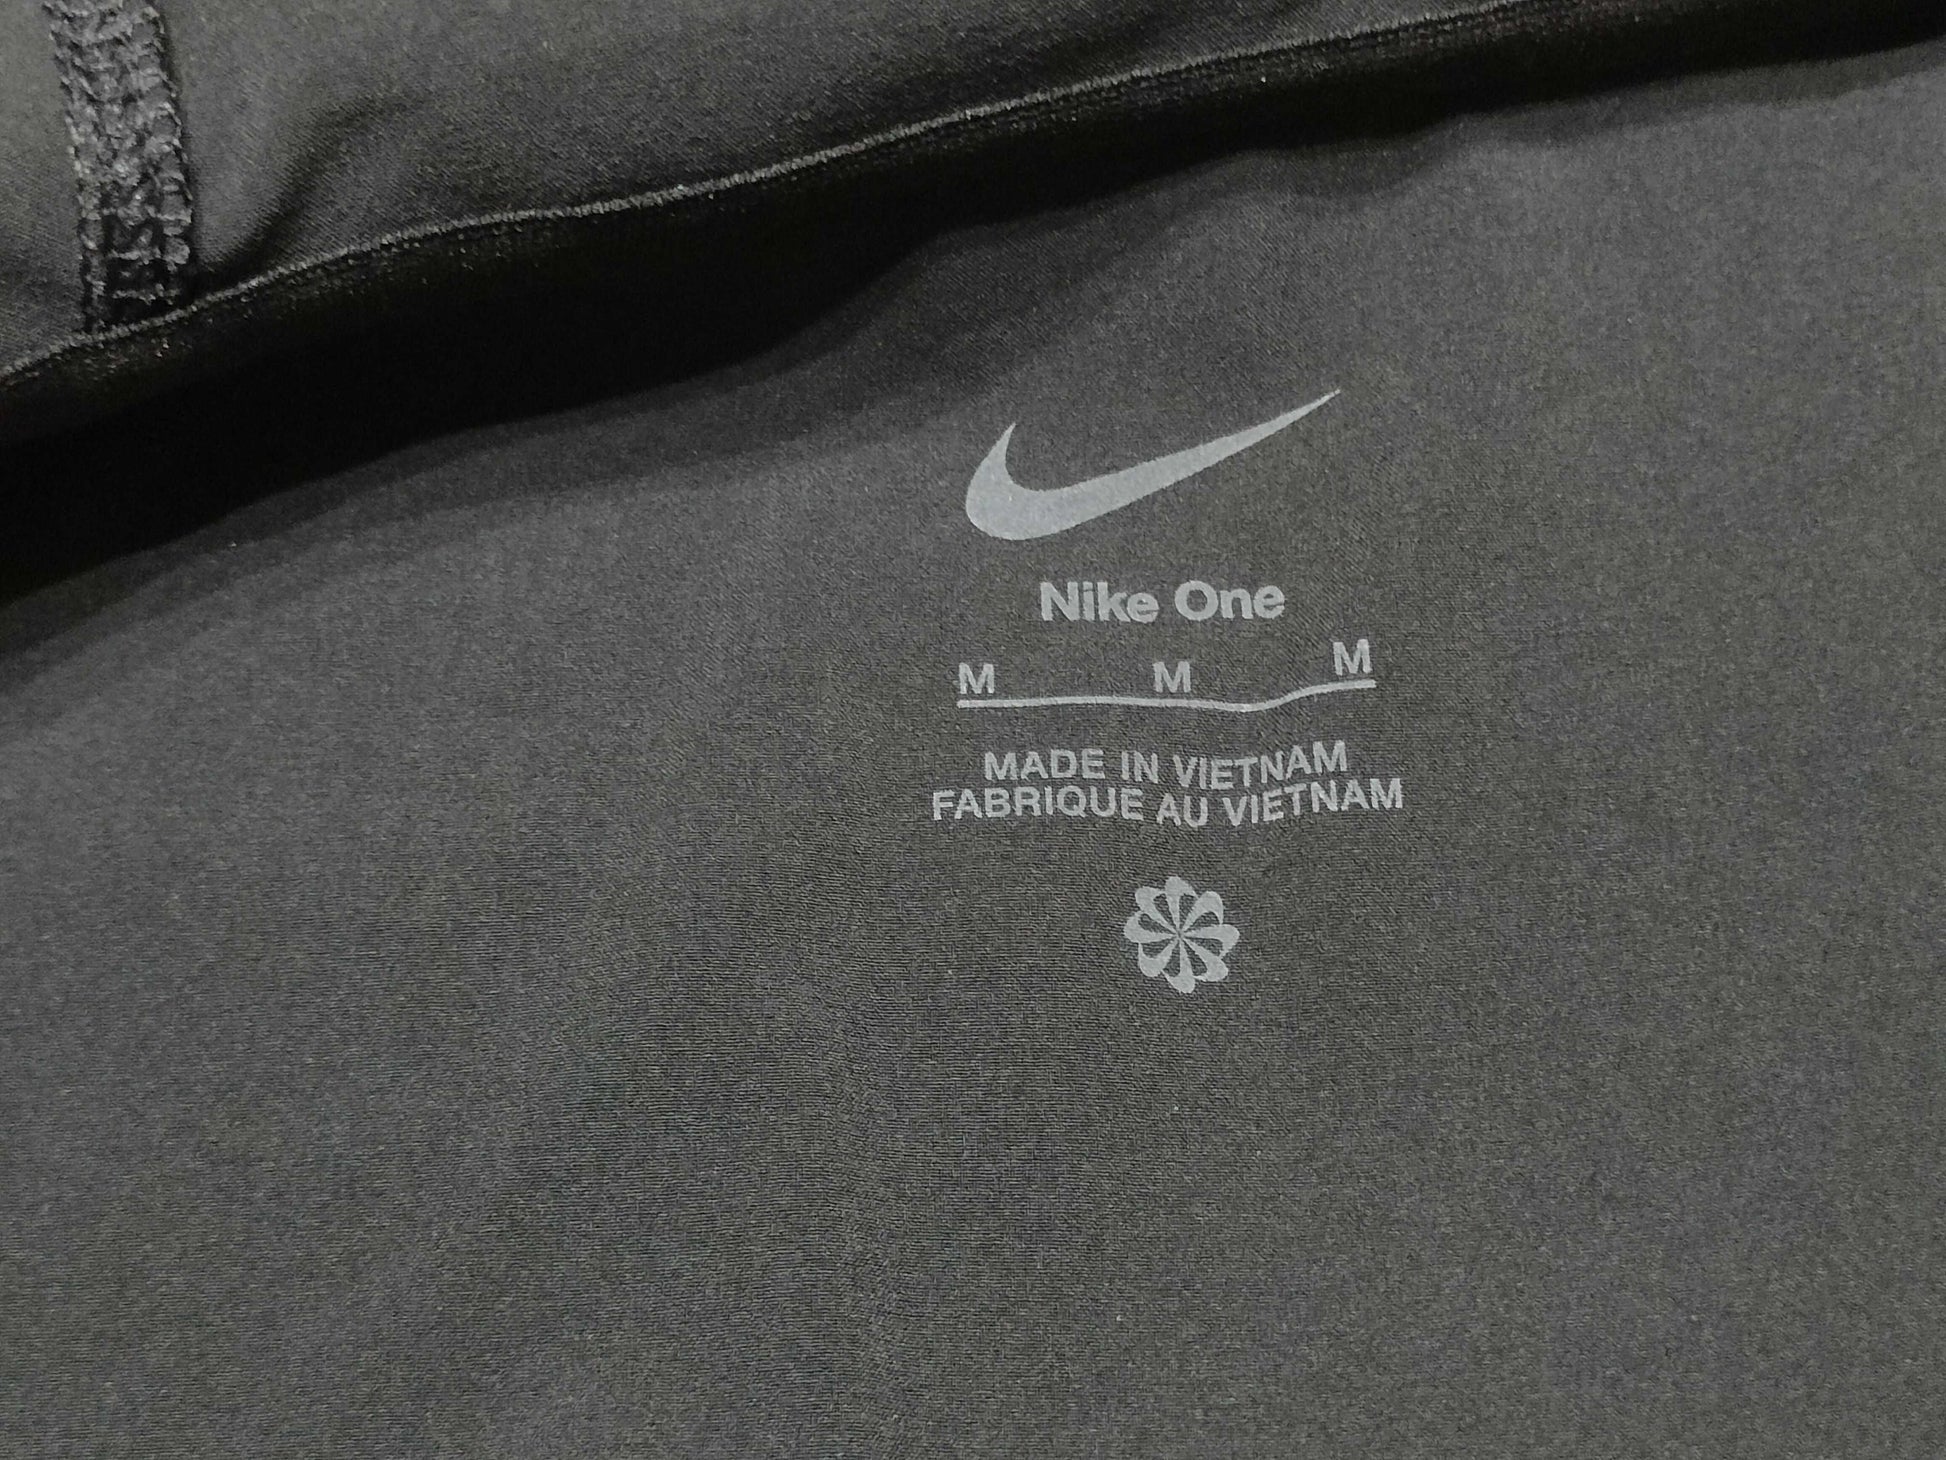 Nike One
M M M
MADE IN VIETNAM
FABRIQUE AU VIETNAM